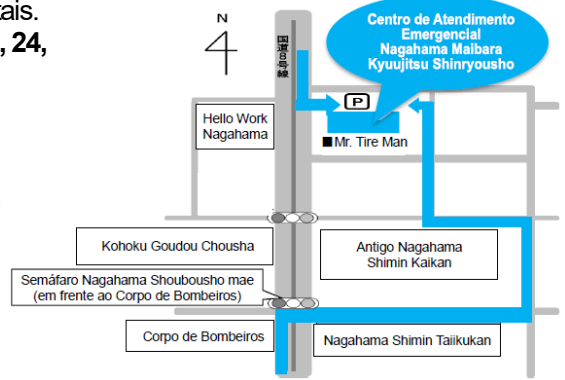 tais.
, 24,
N
国道8号線
Centro de Atendimento
Emergencial
Nagahama Maibara
Kyuujitsu Shinryousho
P
Hello Work
Nagahama
■Mr. Tire Man
Kohoku Goudou Chousha
Antigo Nagahama
Shimin Kaikan
Semáfaro Nagahama Shoubousho mae
(em frente ao Corpo de Bombeiros)
Corpo de Bombeiros
Nagahama Shimin Taiikukan